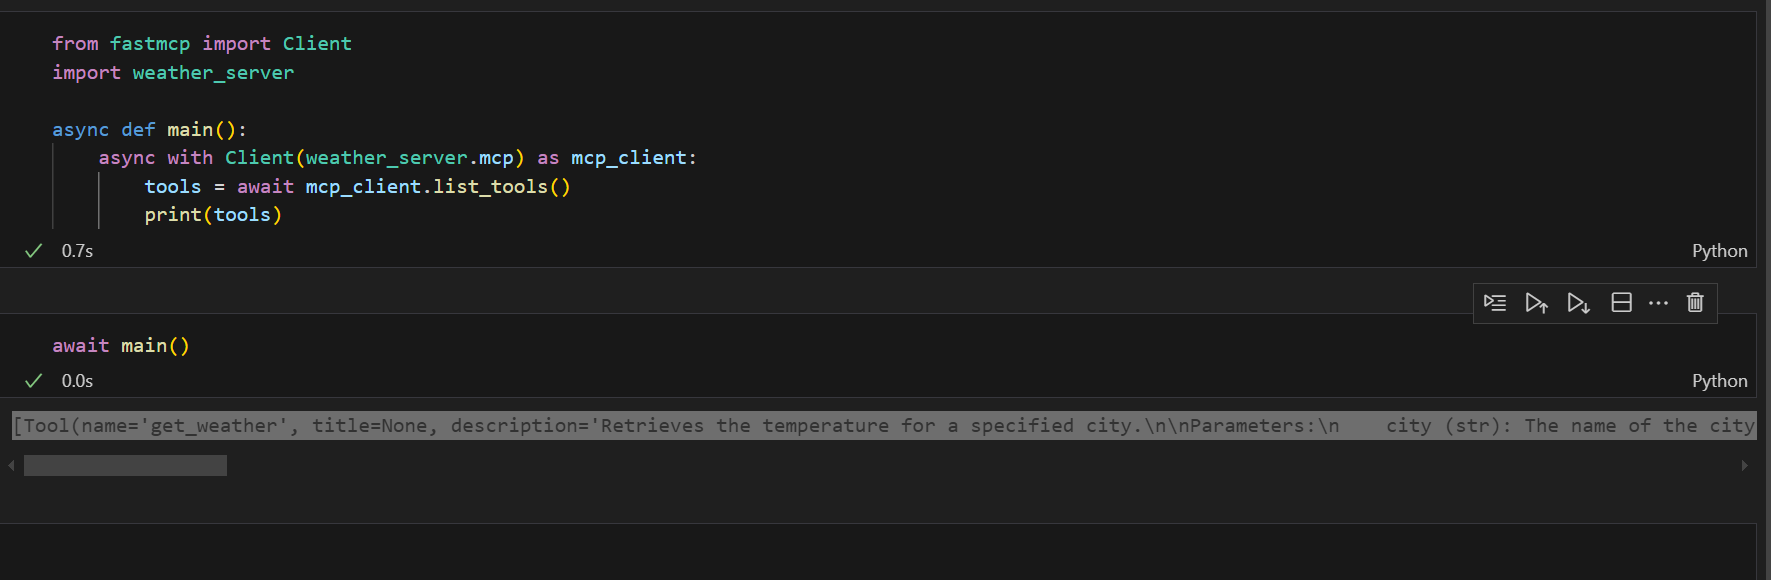 from fastmcp import Client
import weather_server
async def main():
    async with Client(weather_server.mcp) as mcp_client:
        tools = await mcp_client.list_tools()
        print(tools)
0.7s
Python
await main()
0.0s
Python
[Tool(name='get_weather', title=None, description='Retrieves the temperature for a specified city.\n\nParameters:\n    city (str): The name of the city